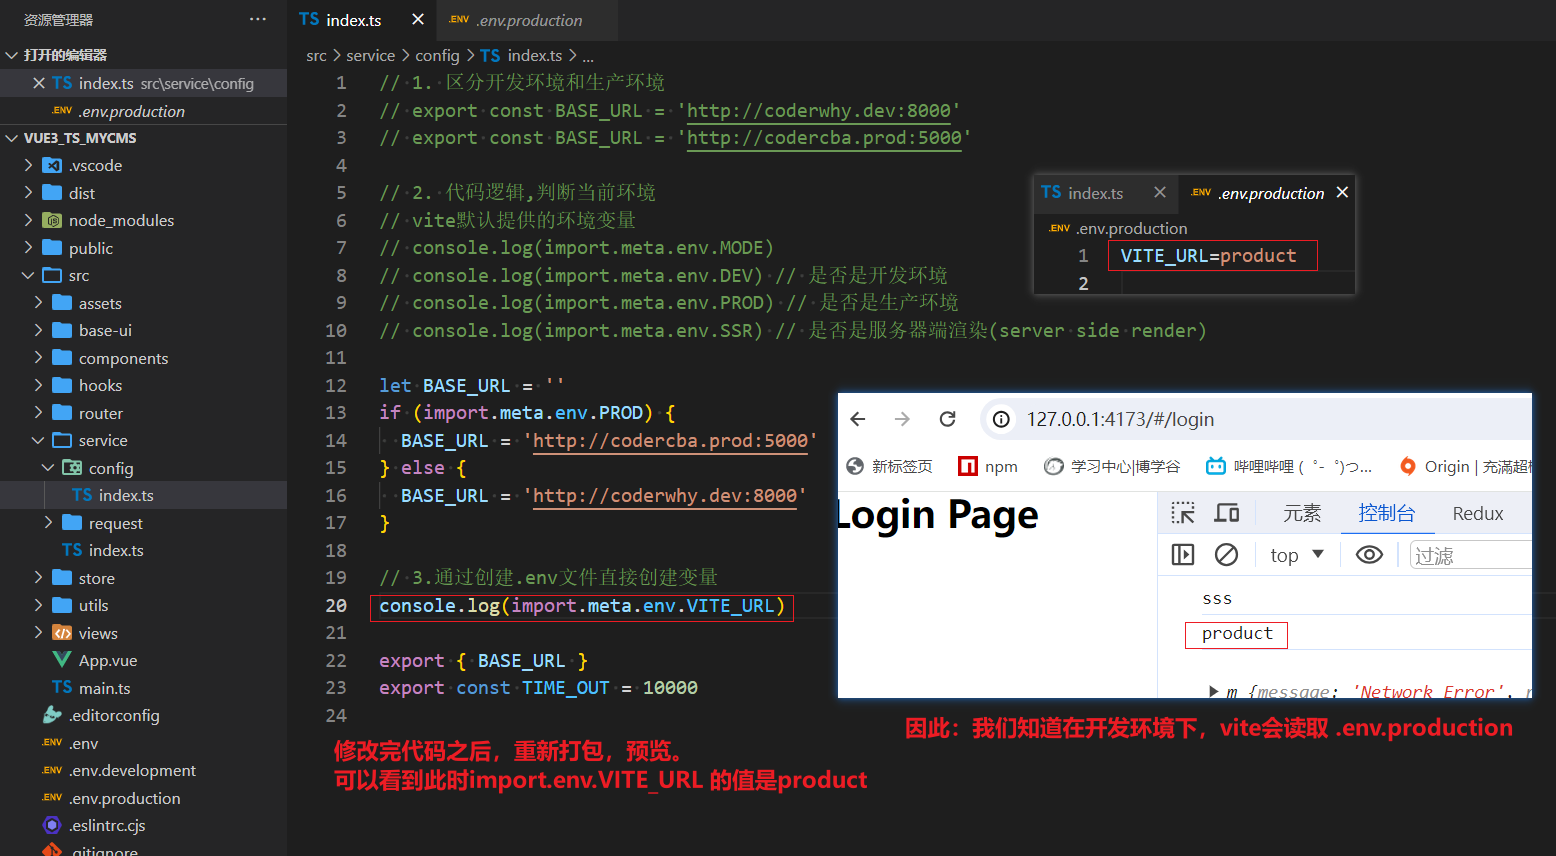 资源管理器
···
打开的编辑器
TS index.ts src\service\config
.ENV .env.production
VUE3_TS_MYCMS
.vscode
dist
node_modules
public
src
assets
base-ui
components
hooks
router
service
config
TS index.ts
request
TS index.ts
store
utils
views
App.vue
TS main.ts
.editorconfig
.ENV .env
.ENV .env.development
.ENV .env.production
.eslintrc.cjs
.gitignore
TS index.ts
.ENV .env.production
src > service > config > TS index.ts > ...
1 // 1. 区分开发环境和生产环境
2 // export const BASE_URL = 'http://coderwhy.dev:8000'
3 // export const BASE_URL = 'http://codercba.prod:5000'
4
5 // 2. 代码逻辑,判断当前环境
6 // vite默认提供的环境变量
7 // console.log(import.meta.env.MODE)
8 // console.log(import.meta.env.DEV) // 是否是开发环境
9 // console.log(import.meta.env.PROD) // 是否是生产环境
10 // console.log(import.meta.env.SSR) // 是否是服务器端渲染(server side render)
11
12 let BASE_URL = ''
13 if (import.meta.env.PROD) {
14 BASE_URL = 'http://codercba.prod:5000'
15 } else {
16 BASE_URL = 'http://coderwhy.dev:8000'
17 }
18
19 // 3.通过创建.env文件直接创建变量
20 console.log(import.meta.env.VITE_URL)
21
22 export { BASE_URL }
23 export const TIME_OUT = 10000
24
TS index.ts
.ENV .env.production
.ENV .env.production
1 VITE_URL=product
2
127.0.0.1:4173/#/login
新标签页
npm
学习中心|博学谷
哔哩哔哩 ( ゜- ゜)つ...
Origin | 充满超
Login Page
元素 控制台 Redux
top 过滤
sss
product
m {message: 'Network Error',
因此：我们知道在开发环境下，vite会读取 .env.production
修改完代码之后，重新打包，预览。
可以看到此时import.env.VITE_URL 的值是product